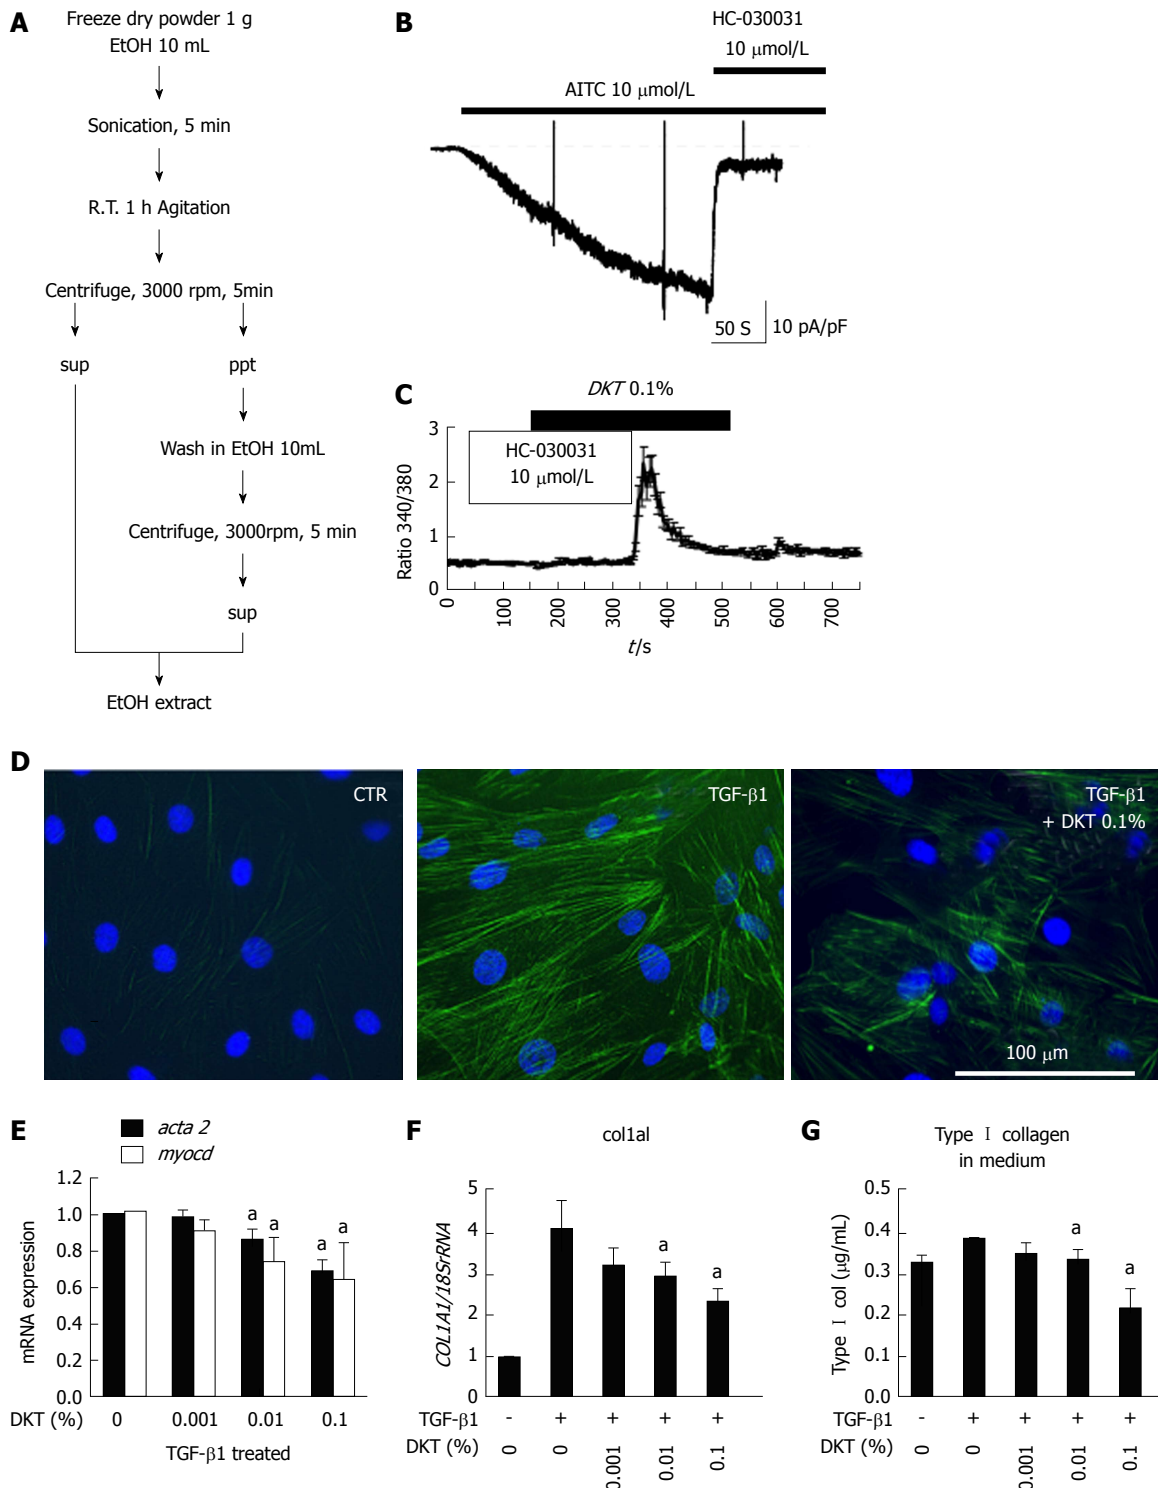 A
Freeze dry powder 1 g
EtOH 10 mL
Sonication, 5 min
R.T. 1 h Agitation
Centrifuge, 3000 rpm, 5min
sup
ppt
Wash in EtOH 10mL
Centrifuge, 3000rpm, 5 min
sup
EtOH extract
B
HC-030031
10 μmol/L
AITC 10 μmol/L
50 S
10 pA/pF
C
DKT 0.1%
HC-030031
10 μmol/L
Ratio 340/380
3
2
1
0
0
100
200
300
400
500
600
700
t/s
D
CTR
TGF-β1
TGF-β1
+ DKT 0.1%
100 μm
E
acta 2
myocd
mRNA expression
1.2
1.0
0.8
0.6
0.4
0.2
0.0
a
a
a
a
DKT (%)
0
0.001
0.01
0.1
TGF-β1 treated
F
col1al
COL1A1/18SrRNA
5
4
3
2
1
0
a
a
TGF-β1
-
+
+
+
+
DKT (%)
0
0
0.001
0.01
0.1
G
Type I collagen
in medium
Type I col (μg/mL)
0.5
0.4
0.3
0.2
0.1
0.0
a
a
TGF-β1
-
+
+
+
+
DKT (%)
0
0
0.001
0.01
0.1